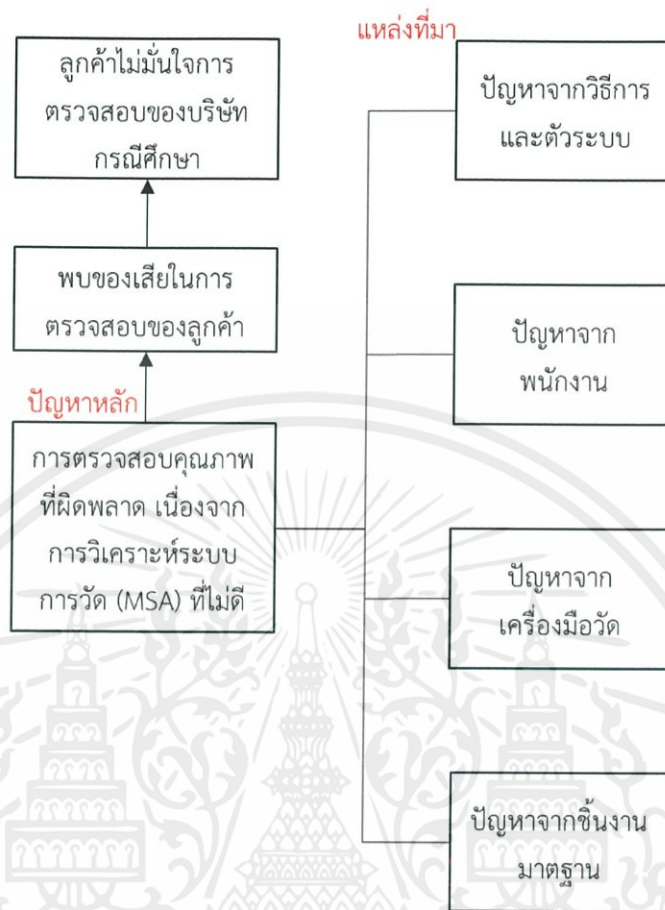 แหล่งที่มา
ลูกค้าไม่มั่นใจการ
ตรวจสอบของบริษัท
กรณีศึกษา
พบของเสียในการ
ตรวจสอบของลูกค้า
ปัญหาหลัก
การตรวจสอบคุณภาพ
ที่ผิดพลาด เนื่องจาก
การวิเคราะห์ระบบ
การวัด (MSA) ที่ไม่ดี
ปัญหาจากวิธีการ
และตัวระบบ
ปัญหาจาก
พนักงาน
ปัญหาจาก
เครื่องมือวัด
ปัญหาจากชิ้นงาน
มาตฐาน